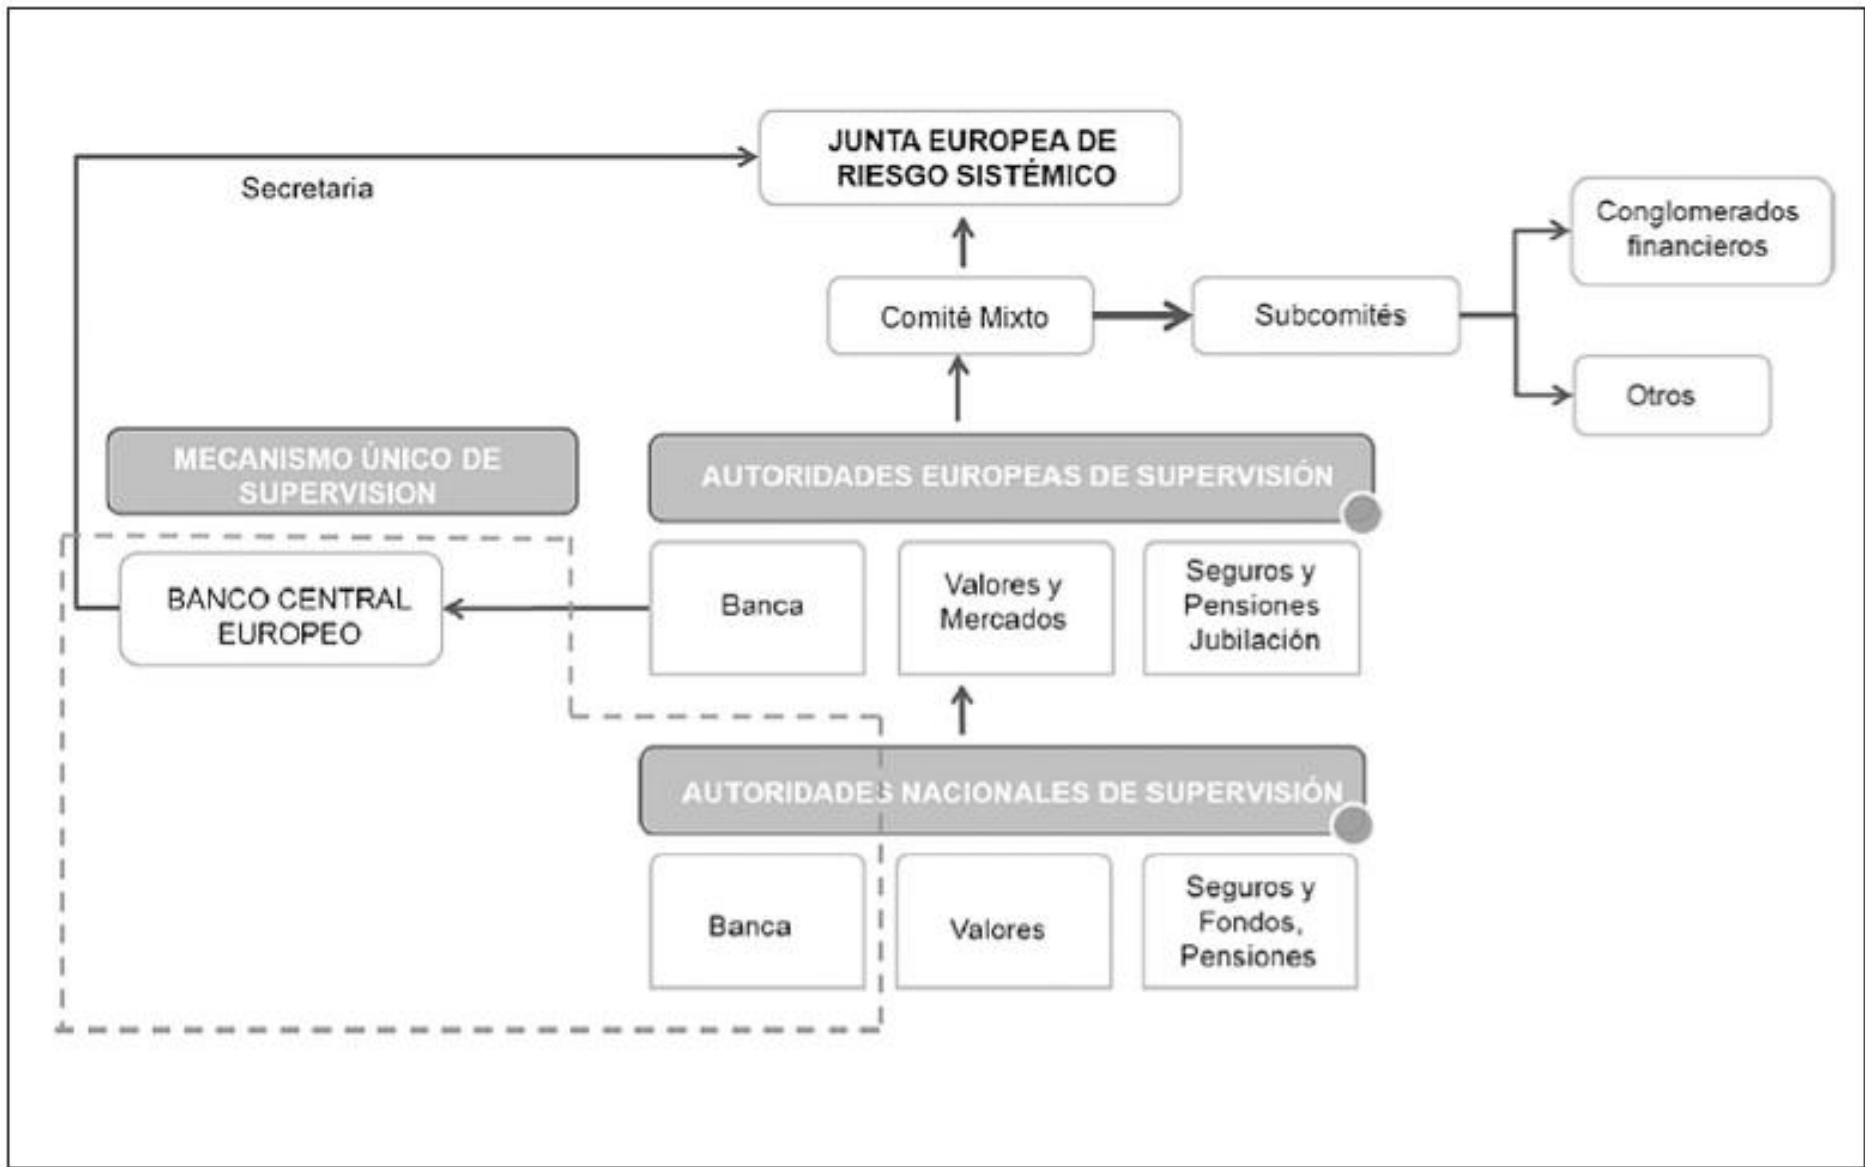 JUNTA EUROPEA DE
RIESGO SISTÉMICO
Secretaria
Conglomerados
financieros
Comité Mixto
Subcomités
Otros
MECANISMO ÚNICO DE
SUPERVISION
AUTORIDADES EUROPEAS DE SUPERVISIÓN
BANCO CENTRAL
EUROPEO
Banca
Valores y
Mercados
Seguros y
Pensiones
Jubilación
AUTORIDADES NACIONALES DE SUPERVISIÓN
Banca
Valores
Seguros y
Fondos,
Pensiones